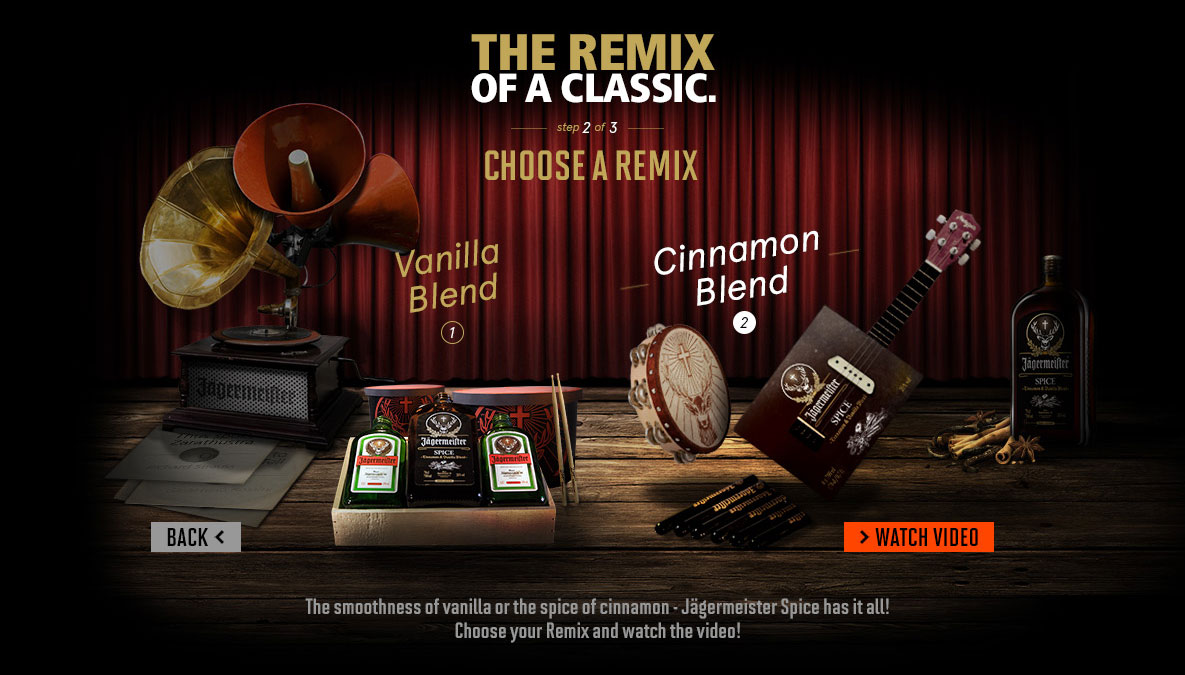 THE REMIX
OF A CLASSIC.
step 2 of 3
CHOOSE A REMIX
Vanilla
Blend
1
Cinnamon
Blend
2
Jägermeister
Zarathustra
Jägermeister
Jägermeister
SPICE
Jägermeister
Jägermeister
SPICE
Jägermeister
SPICE
BACK <
> WATCH VIDEO
The smoothness of vanilla or the spice of cinnamon - Jägermeister Spice has it all!
Choose your Remix and watch the video!